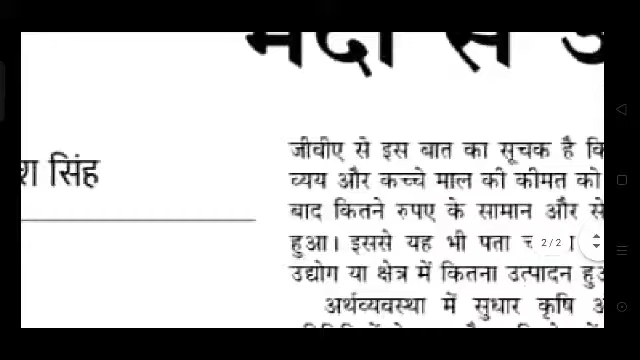 मंदी से
श सिंह
जीवीए से इस बात का सूचक है कि
व्यय और कच्चे माल की कीमत को
बाद कितने रुपए के सामान और से
हुआ। इससे यह भी पता
2/2
उद्योग या क्षेत्र में कितना उत्पादन हुअ
अर्थव्यवस्था में सुधार कृषि अ